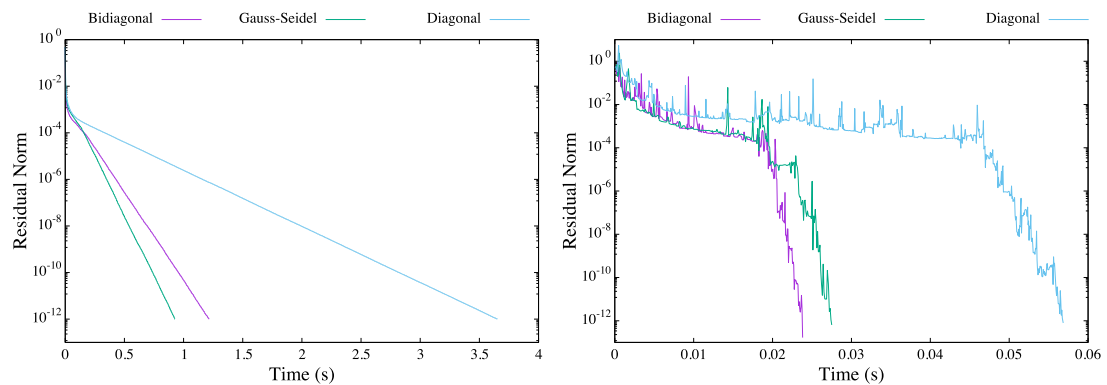 Bidiagonal Gauss-Seidel Diagonal
10^0
10^-2
10^-4
10^-6
10^-8
10^-10
10^-12
Residual Norm
0 0.5 1 1.5 2 2.5 3 3.5 4
Time (s)
Bidiagonal Gauss-Seidel Diagonal
10^0
10^-2
10^-4
10^-6
10^-8
10^-10
10^-12
Residual Norm
0 0.01 0.02 0.03 0.04 0.05 0.06
Time (s)